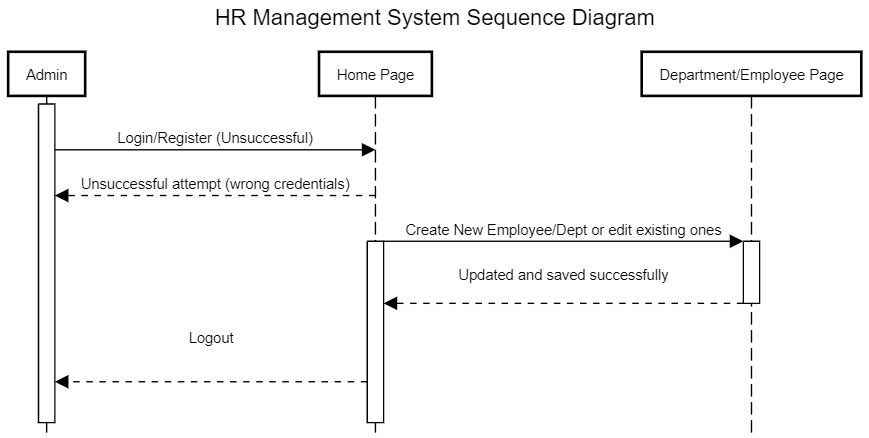 HR Management System Sequence Diagram
Admin
Home Page
Department/Employee Page
Login/Register (Unsuccessful)
Unsuccessful attempt (wrong credentials)
Create New Employee/Dept or edit existing ones
Updated and saved successfully
Logout